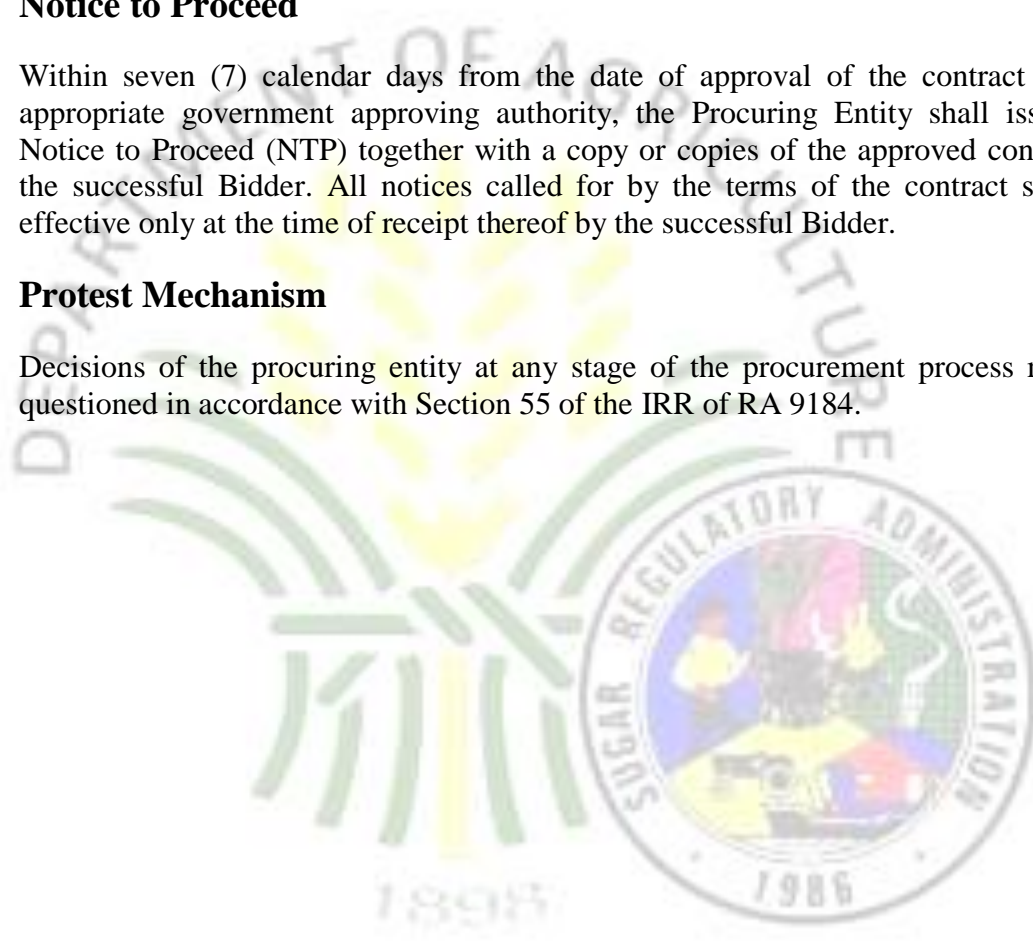 Notice to Proceed
Within seven (7) calendar days from the date of approval of the contract
appropriate government approving authority, the Procuring Entity shall iss
Notice to Proceed (NTP) together with a copy or copies of the approved con
the successful Bidder. All notices called for by the terms of the contract s
effective only at the time of receipt thereof by the successful Bidder.
Protest Mechanism
Decisions of the procuring entity at any stage of the procurement process
questioned in accordance with Section 55 of the IRR of RA 9184.
DEPARTMENT OF AGRICULTURE
SUGAR REGULATORY ADMINISTRATION
1986
1898